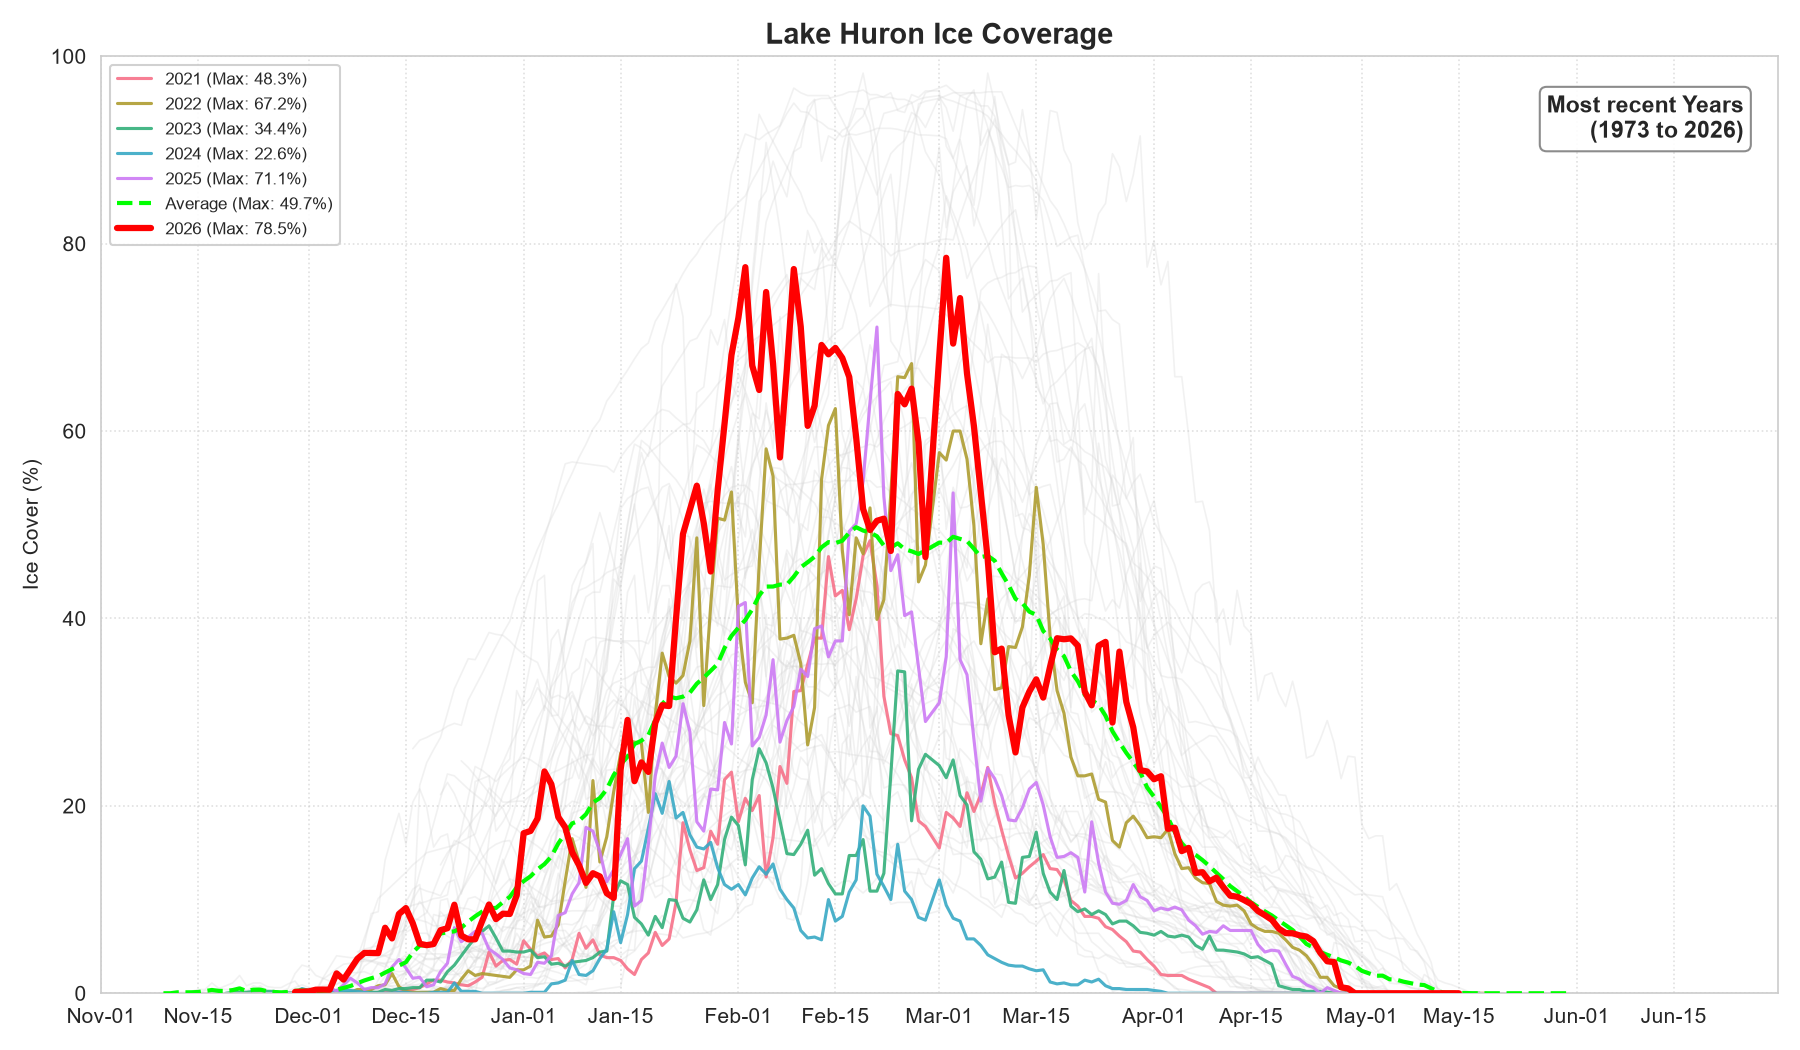 Lake Huron Ice Coverage
100
80
60
40
20
0
Ice Cover (%)
2021 (Max: 48.3%)
2022 (Max: 67.2%)
2023 (Max: 34.4%)
2024 (Max: 22.6%)
2025 (Max: 71.1%)
Average (Max: 49.7%)
2026 (Max: 78.5%)
Most recent Years
(1973 to 2026)
Nov-01 Nov-15 Dec-01 Dec-15 Jan-01 Jan-15 Feb-01 Feb-15 Mar-01 Mar-15 Apr-01 Apr-15 May-01 May-15 Jun-01 Jun-15